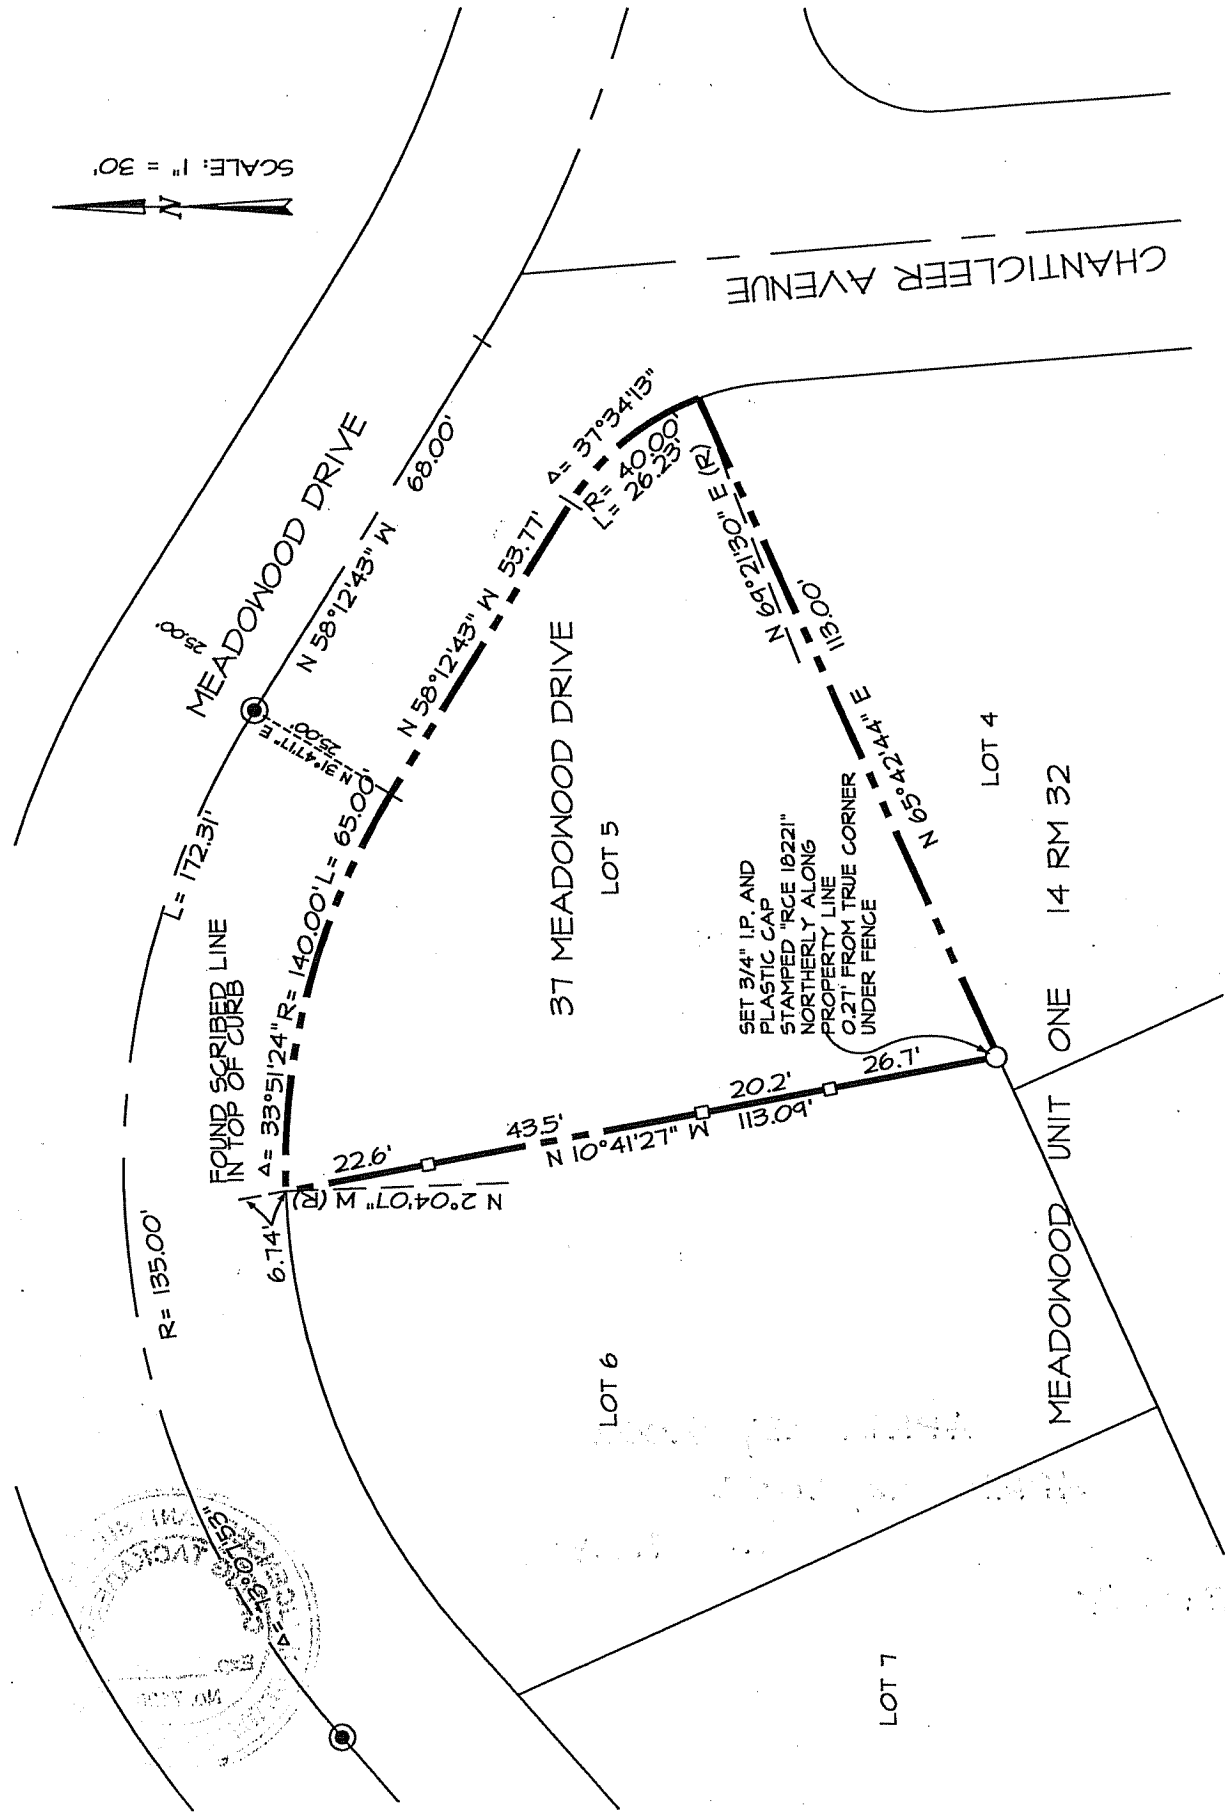 SCALE: 1" = 30'
N
MEADOWOOD DRIVE
25.00'
CHANTICLEER AVENUE
N 58°12'43" W 68.00'
N 31°47'17" E
25.00'
L= 172.31'
R= 135.00'
Δ= 73°07'53"
FOUND SCRIBED LINE
IN TOP OF CURB
Δ= 33°51'24" R= 140.00' L= 65.00'
N 58°12'43" W 53.77'
Δ= 37°34'13"
R= 40.00'
L= 26.23'
N 69°21'30" E (R)
113.00'
N 65°42'44" E
6.74'
N 2°04'07" W (R)
22.6'
43.5'
20.2'
26.7'
N 10°41'27" W 113.09'
37 MEADOWOOD DRIVE
LOT 5
SET 3/4" I.P. AND
PLASTIC CAP
STAMPED "RCE 18221"
NORTHERLY ALONG
PROPERTY LINE
0.27' FROM TRUE CORNER
UNDER FENCE
LOT 4
LOT 6
LOT 7
MEADOWOOD UNIT ONE 14 RM 32